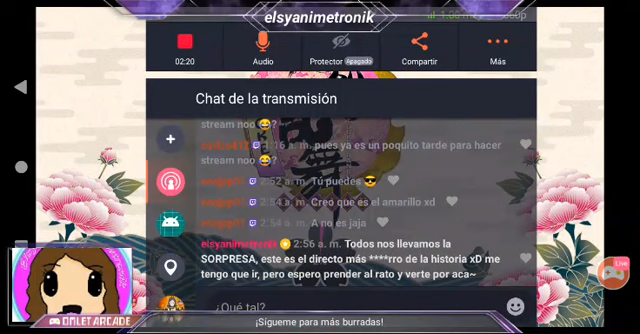 elsyanimetronik
02:20
Audio
Protector Apagado
Compartir
Más
Chat de la transmisión
stream noo 😂?
1:16 a. m. pues ya es un poquito tarde para hacer
stream noo 😂?
2:52 a. m. Tú puedes 😎
2:54 a. m. Creo que es el amarillo xd
2:54 a. m. A no es jaja
elsyanimetronik 2:56 a. m. Todos nos llevamos la
SORPRESA, este es el directo más ****rro de la historia xD me
tengo que ir, pero espero prender al rato y verte por aca~
¿Qué tal?
Live
OMLET ARCADE
¡Sígueme para más burradas!